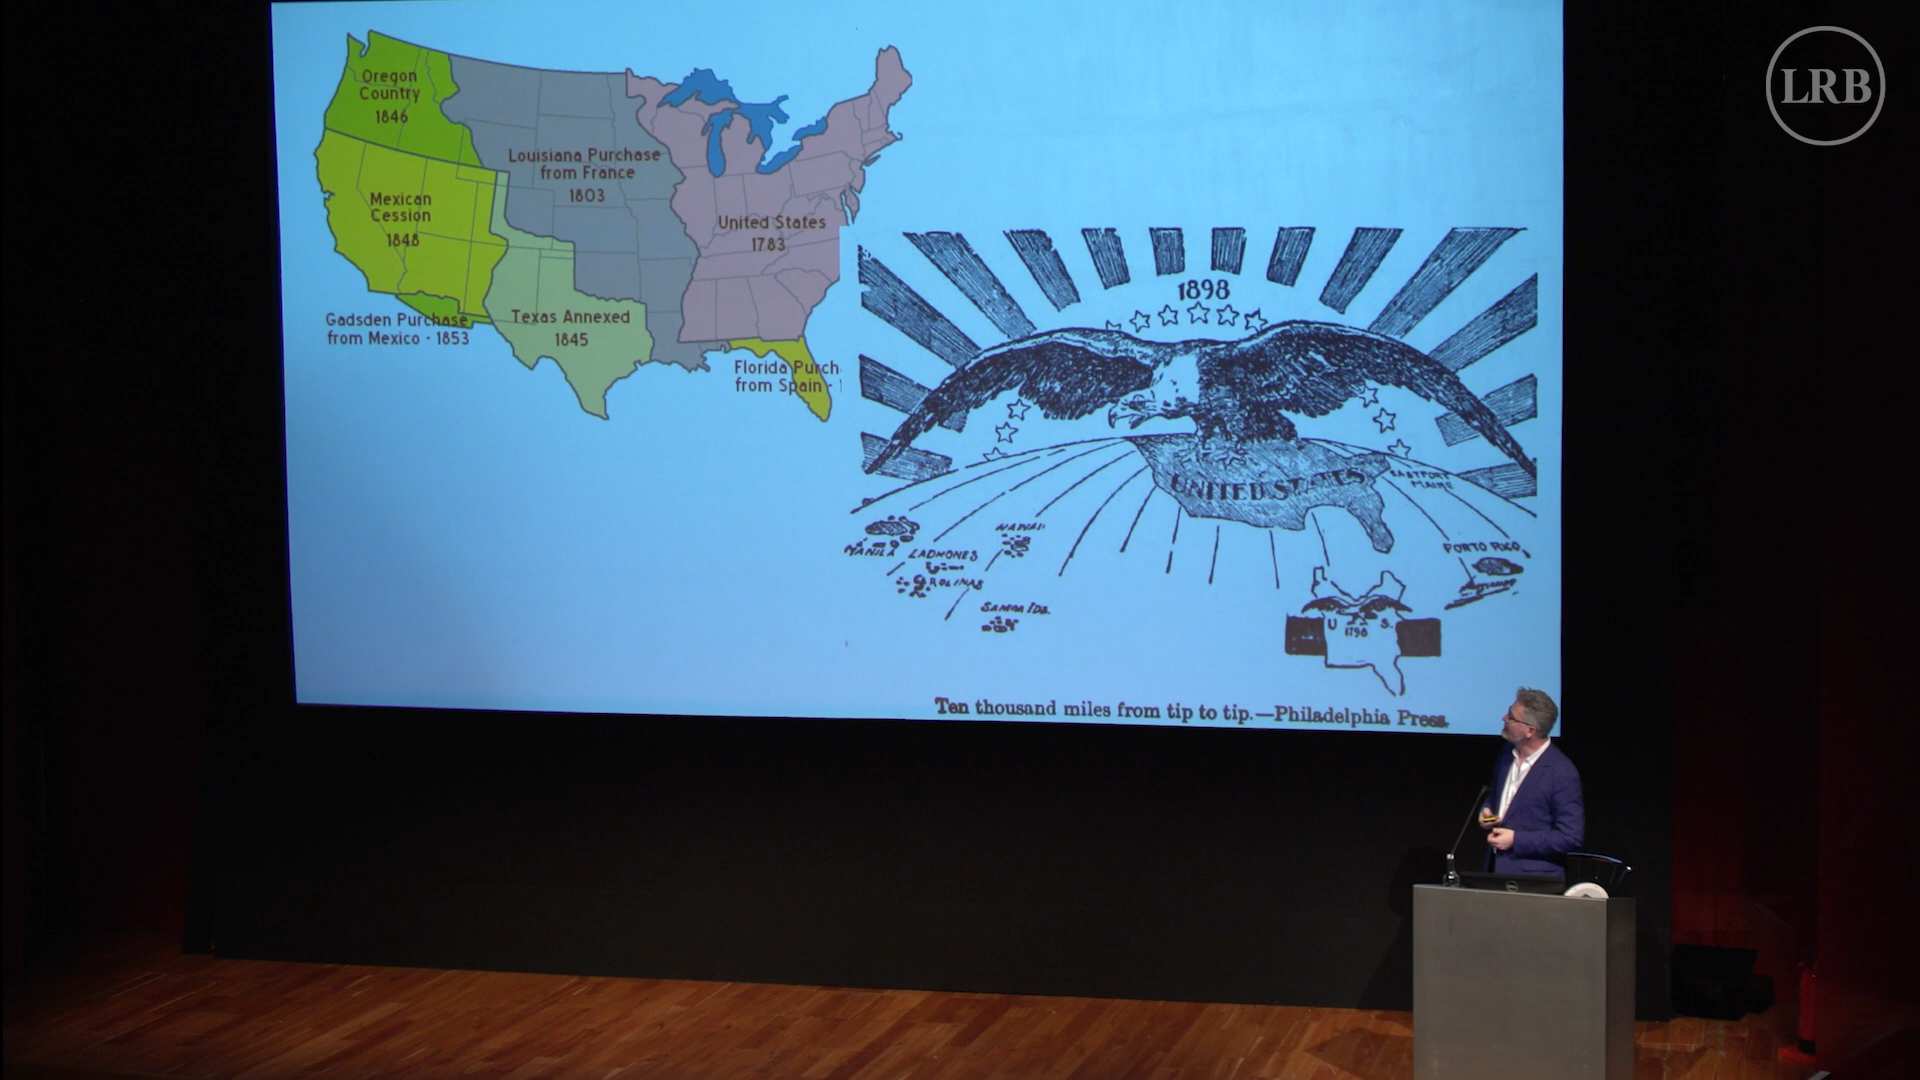 LRB
Oregon
Country
1846
Louisiana Purchase
from France
1803
Mexican
Cession
1848
United States
1783
Gadsden Purchase
from Mexico - 1853
Texas Annexed
1845
Florida Purch
from Spain -
1898
UNITED STATES
EASTPORT
MAINE
MANILA
LADRONES
HAWAII
SAMOA IDS.
PORTO RICO
U S.
1798
Ten thousand miles from tip to tip.—Philadelphia Press.